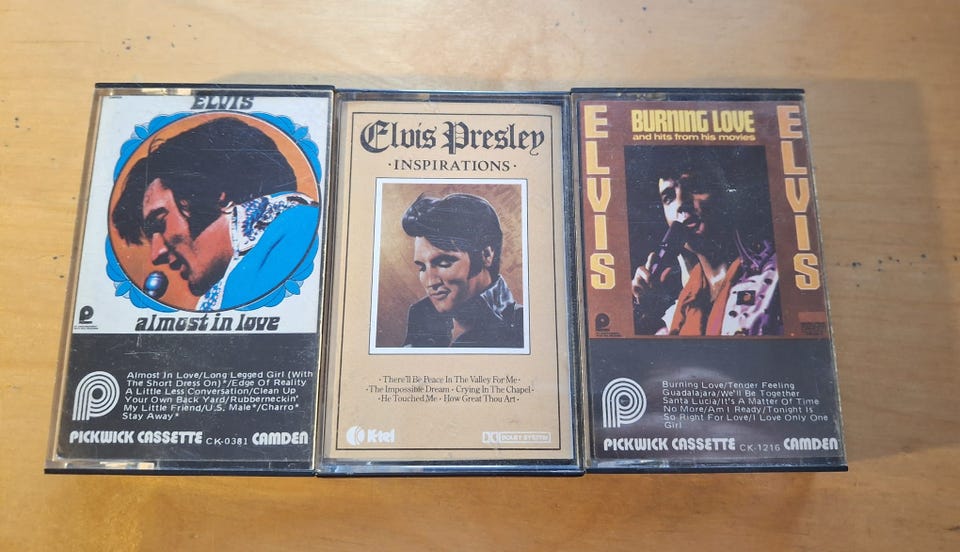 ELVIS
almost in love
Almost In Love/Long Legged Girl (With
The Short Dress On)*/Edge Of Reality
A Little Less Conversation/Clean Up
Your Own Back Yard/Rubberneckin'
My Little Friend/U.S. Male*/Charro*
Stay Away*
PICKWICK CASSETTE CK-0381 CAMDEN
Elvis Presley
·INSPIRATIONS·
·There'll Be Peace In The Valley For Me·
·The Impossible Dream · Crying In The Chapel·
·He Touched Me · How Great Thou Art·
K-tel
DOLBY SYSTEM
ELVIS
BURNING LOVE
and hits from his movies
ELVIS
Burning Love/Tender Feeling
Guadalajara/We'll Be Together
Santa Lucia/It's A Matter Of Time
No More/Am I Ready/Tonight Is
So Right For Love/I Love Only One
Girl
PICKWICK CASSETTE CK-1216 CAMDEN